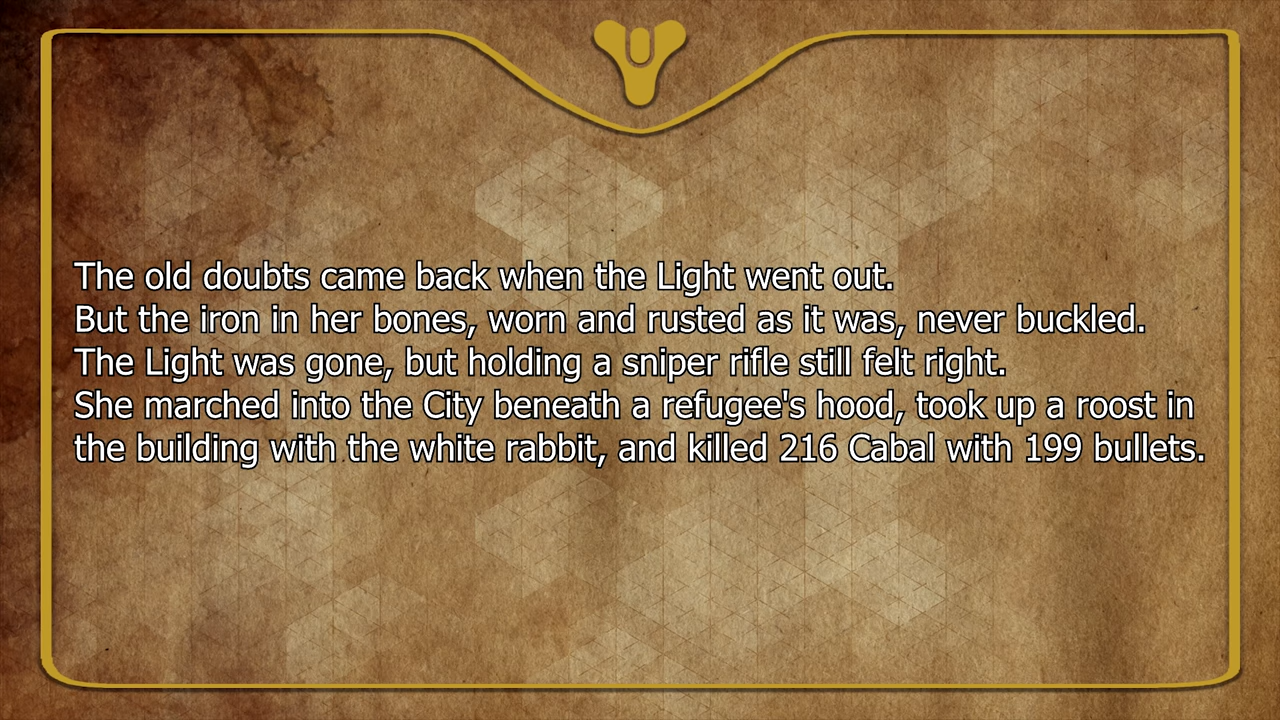 The old doubts came back when the Light went out.
But the iron in her bones, worn and rusted as it was, never buckled.
The Light was gone, but holding a sniper rifle still felt right.
She marched into the City beneath a refugee's hood, took up a roost in
the building with the white rabbit, and killed 216 Cabal with 199 bullets.